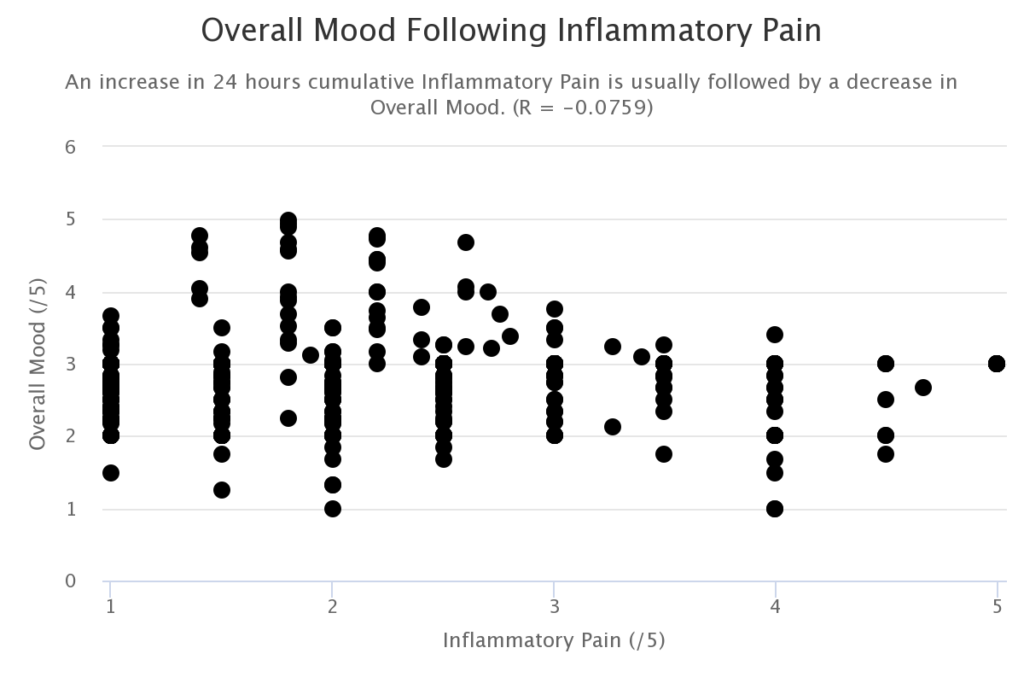 Overall Mood Following Inflammatory Pain
An increase in 24 hours cumulative Inflammatory Pain is usually followed by a decrease in
Overall Mood. (R = -0.0759)
6
5
4
3
2
1
0
Overall Mood (/5)
1 2 3 4 5
Inflammatory Pain (/5)